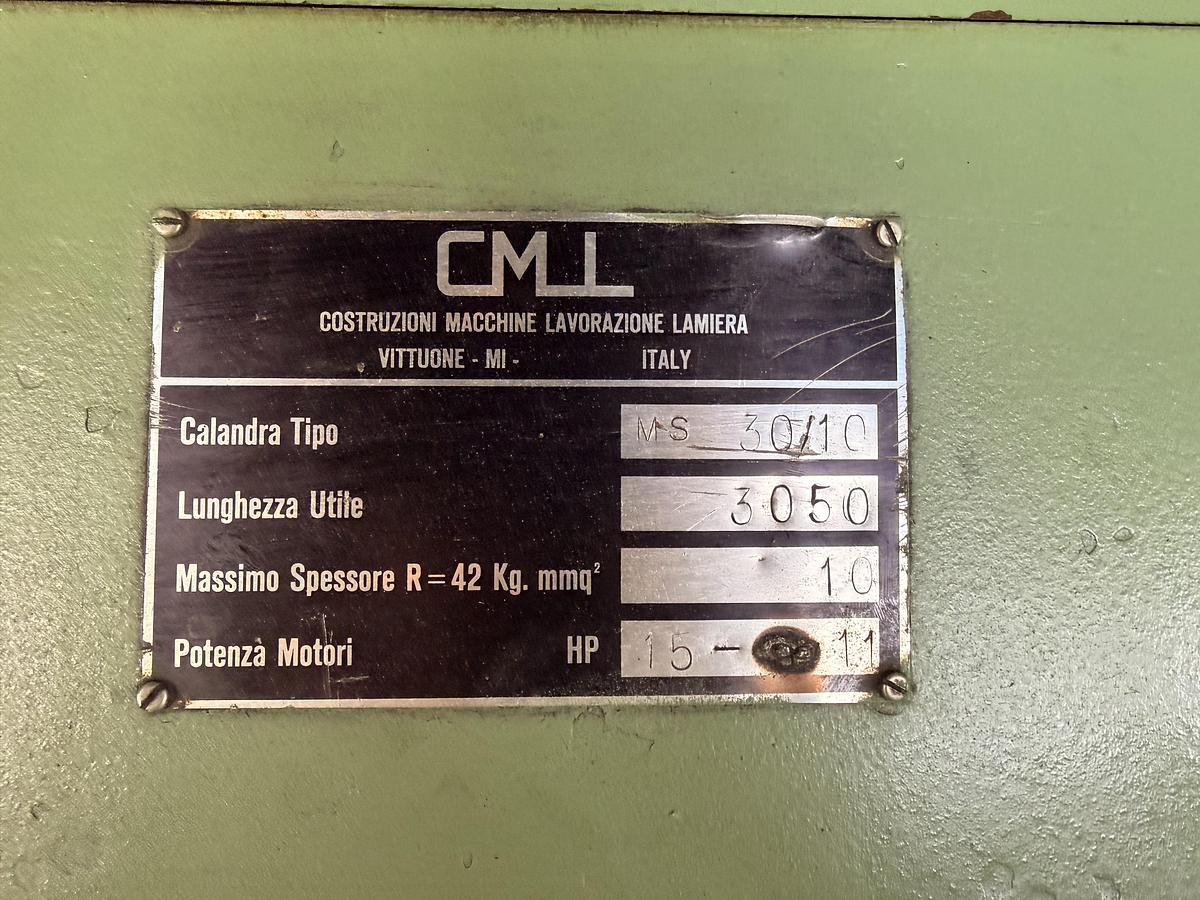 CMLL
COSTRUZIONI MACCHINE LAVORAZIONE LAMIERA
VITTUONE - MI - ITALY
Calandra Tipo MS 30/10
Lunghezza Utile 3050
Massimo Spessore R=42 Kg. mmq² 10
Potenza Motori HP 15 - 11